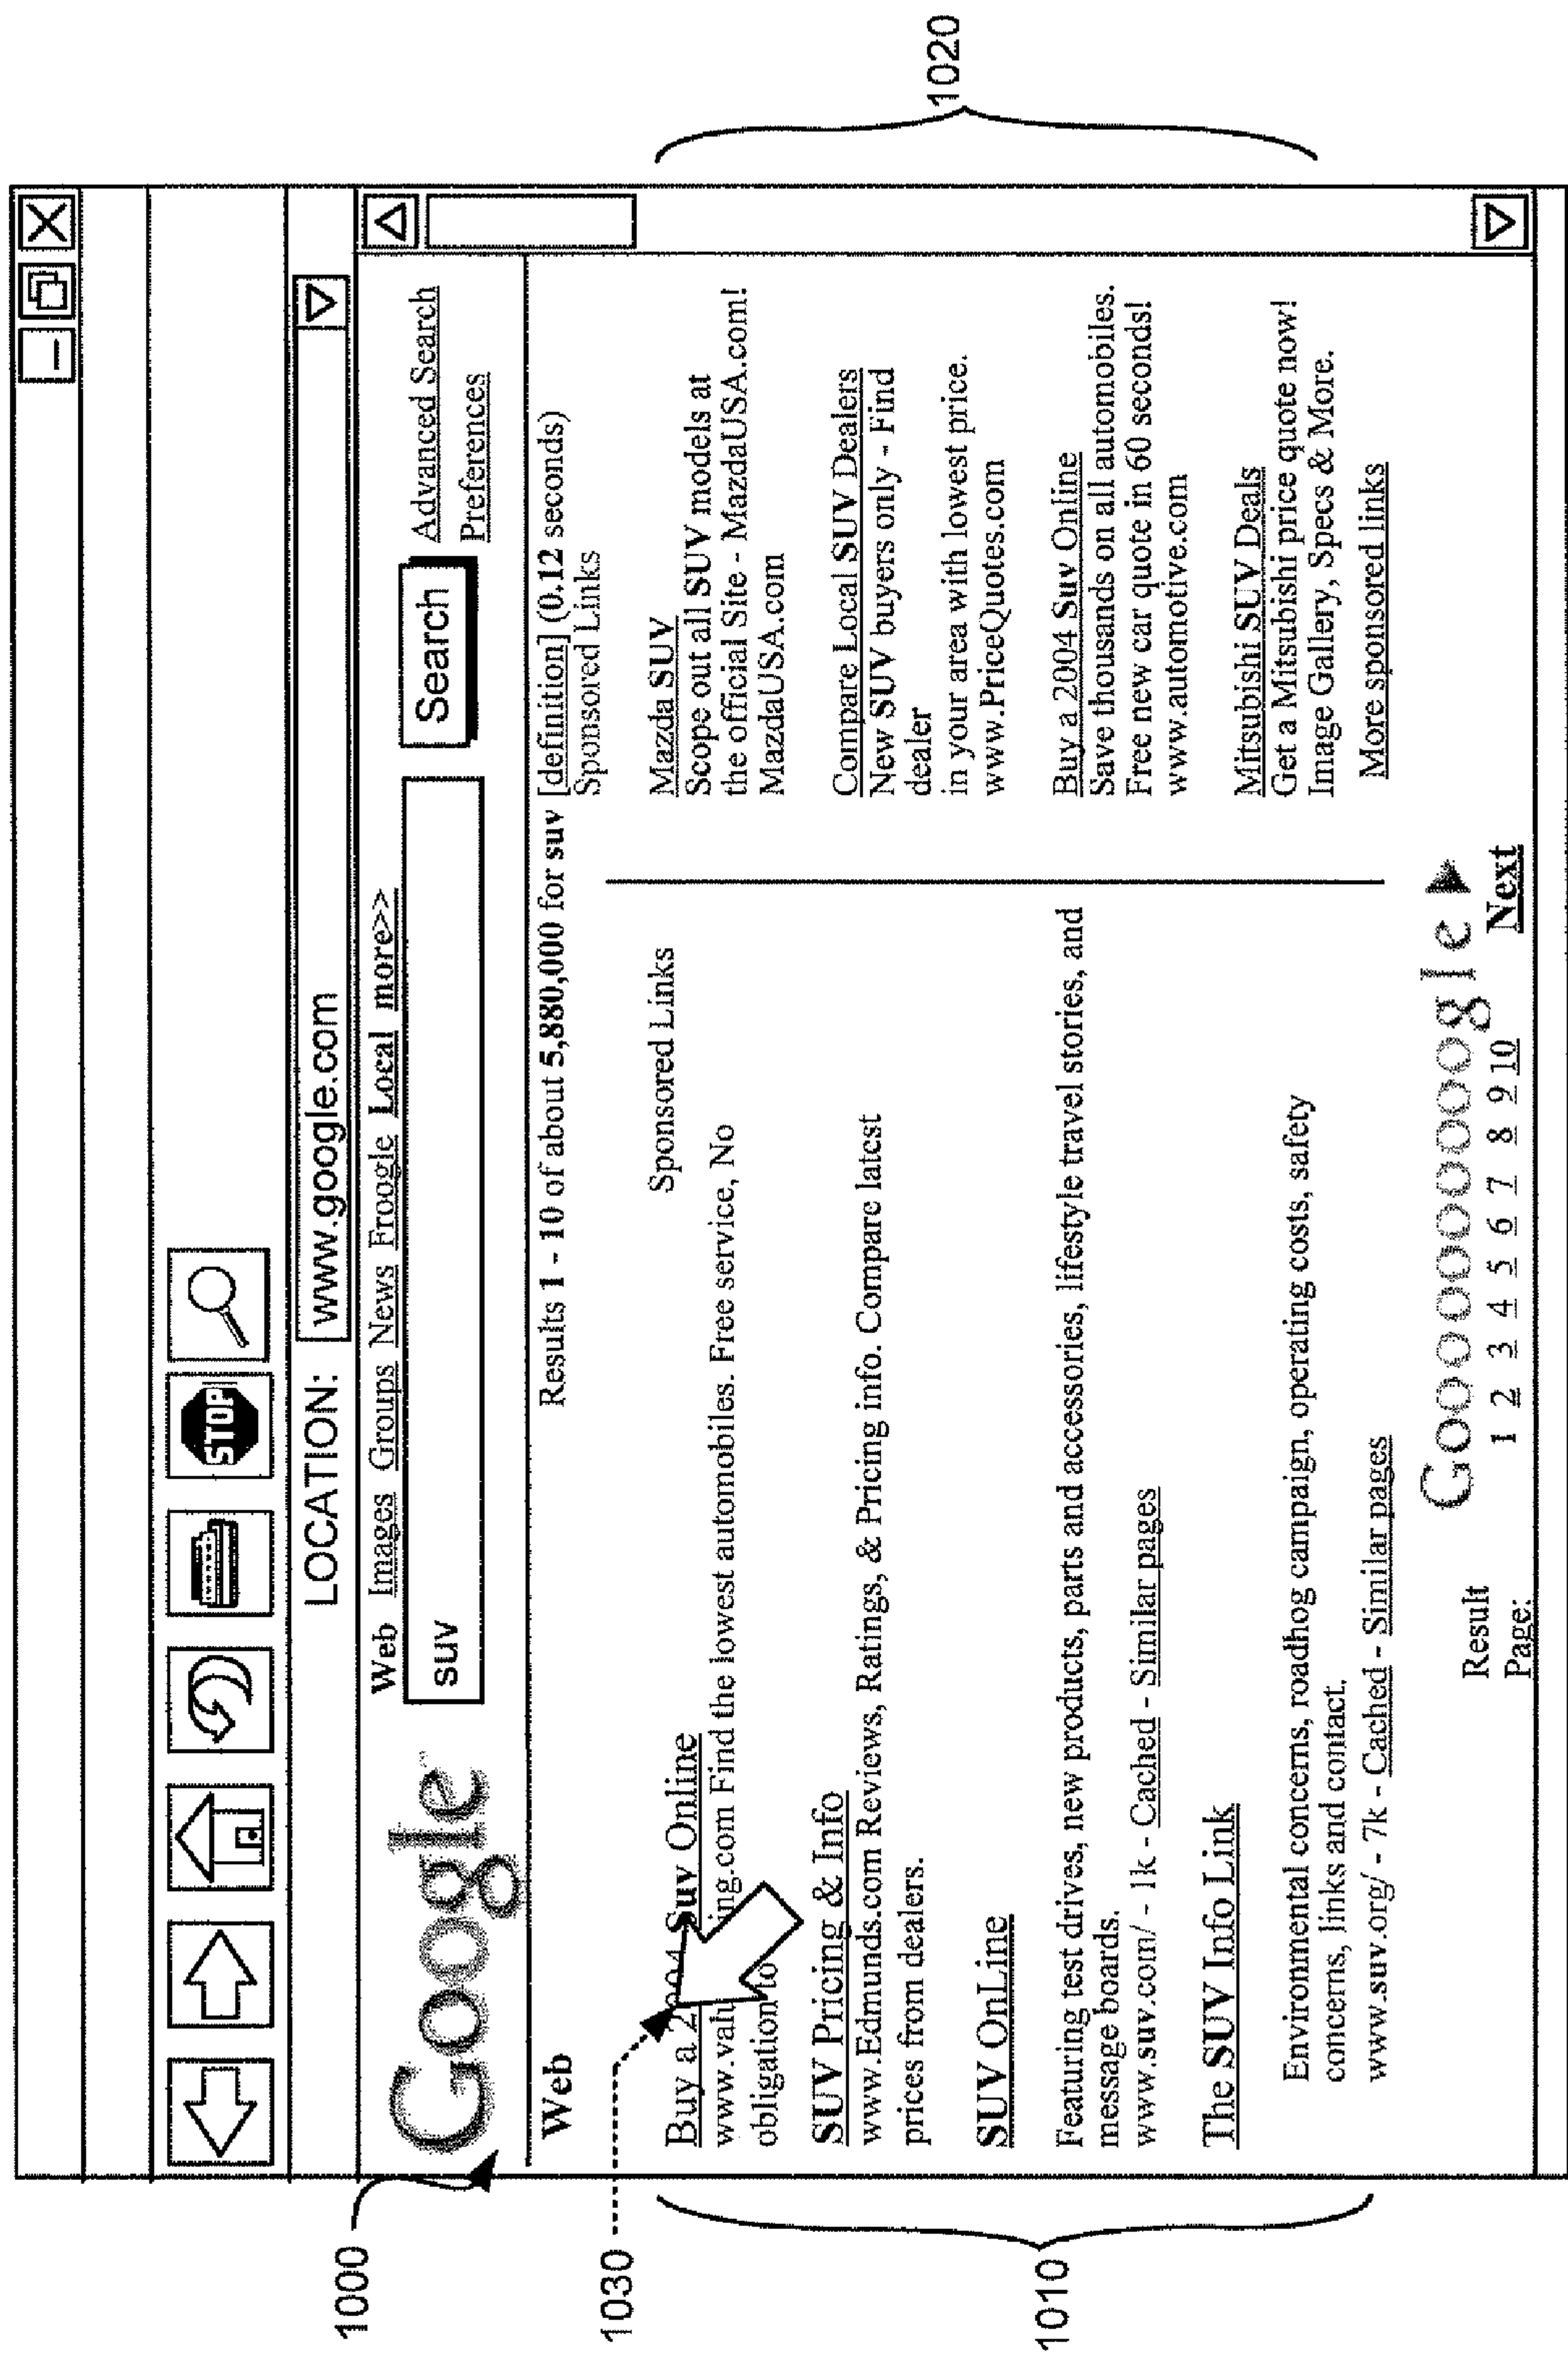 LOCATION: www.google.com
Google
Web Images Groups News Froogle Local more>>
suv
Search
Advanced Search
Preferences
Web
Results 1 - 10 of about 5,880,000 for suv [definition] (0.12 seconds)
Sponsored Links
Buy a Suv Online
www. Find the lowest automobiles. Free service, No
obligation to
SUV Pricing & Info
www.Edmunds.com Reviews, Ratings, & Pricing info. Compare latest
prices from dealers.
SUV OnLine
Featuring test drives, new products, parts and accessories, lifestyle travel stories, and
message boards.
www.suv.com/ - 1k - Cached - Similar pages
The SUV Info Link
Environmental concerns, roadhog campaign, operating costs, safety
concerns, links and contact.
www.suv.org/ - 7k - Cached - Similar pages
Sponsored Links
Mazda SUV
Scope out all SUV models at
the official Site - MazdaUSA.com!
MazdaUSA.com
Compare Local SUV Dealers
New SUV buyers only - Find
dealer
in your area with lowest price.
www.PriceQuotes.com
Buy a 2004 Suv Online
Save thousands on all automobiles.
Free new car quote in 60 seconds!
www.automotive.com
Mitsubishi SUV Deals
Get a Mitsubishi price quote now!
Image Gallery, Specs & More.
More sponsored links
Goooooooooogle
Result
Page:
1 2 3 4 5 6 7 8 9 10
Next
STOP
1000
1030
1010
1020